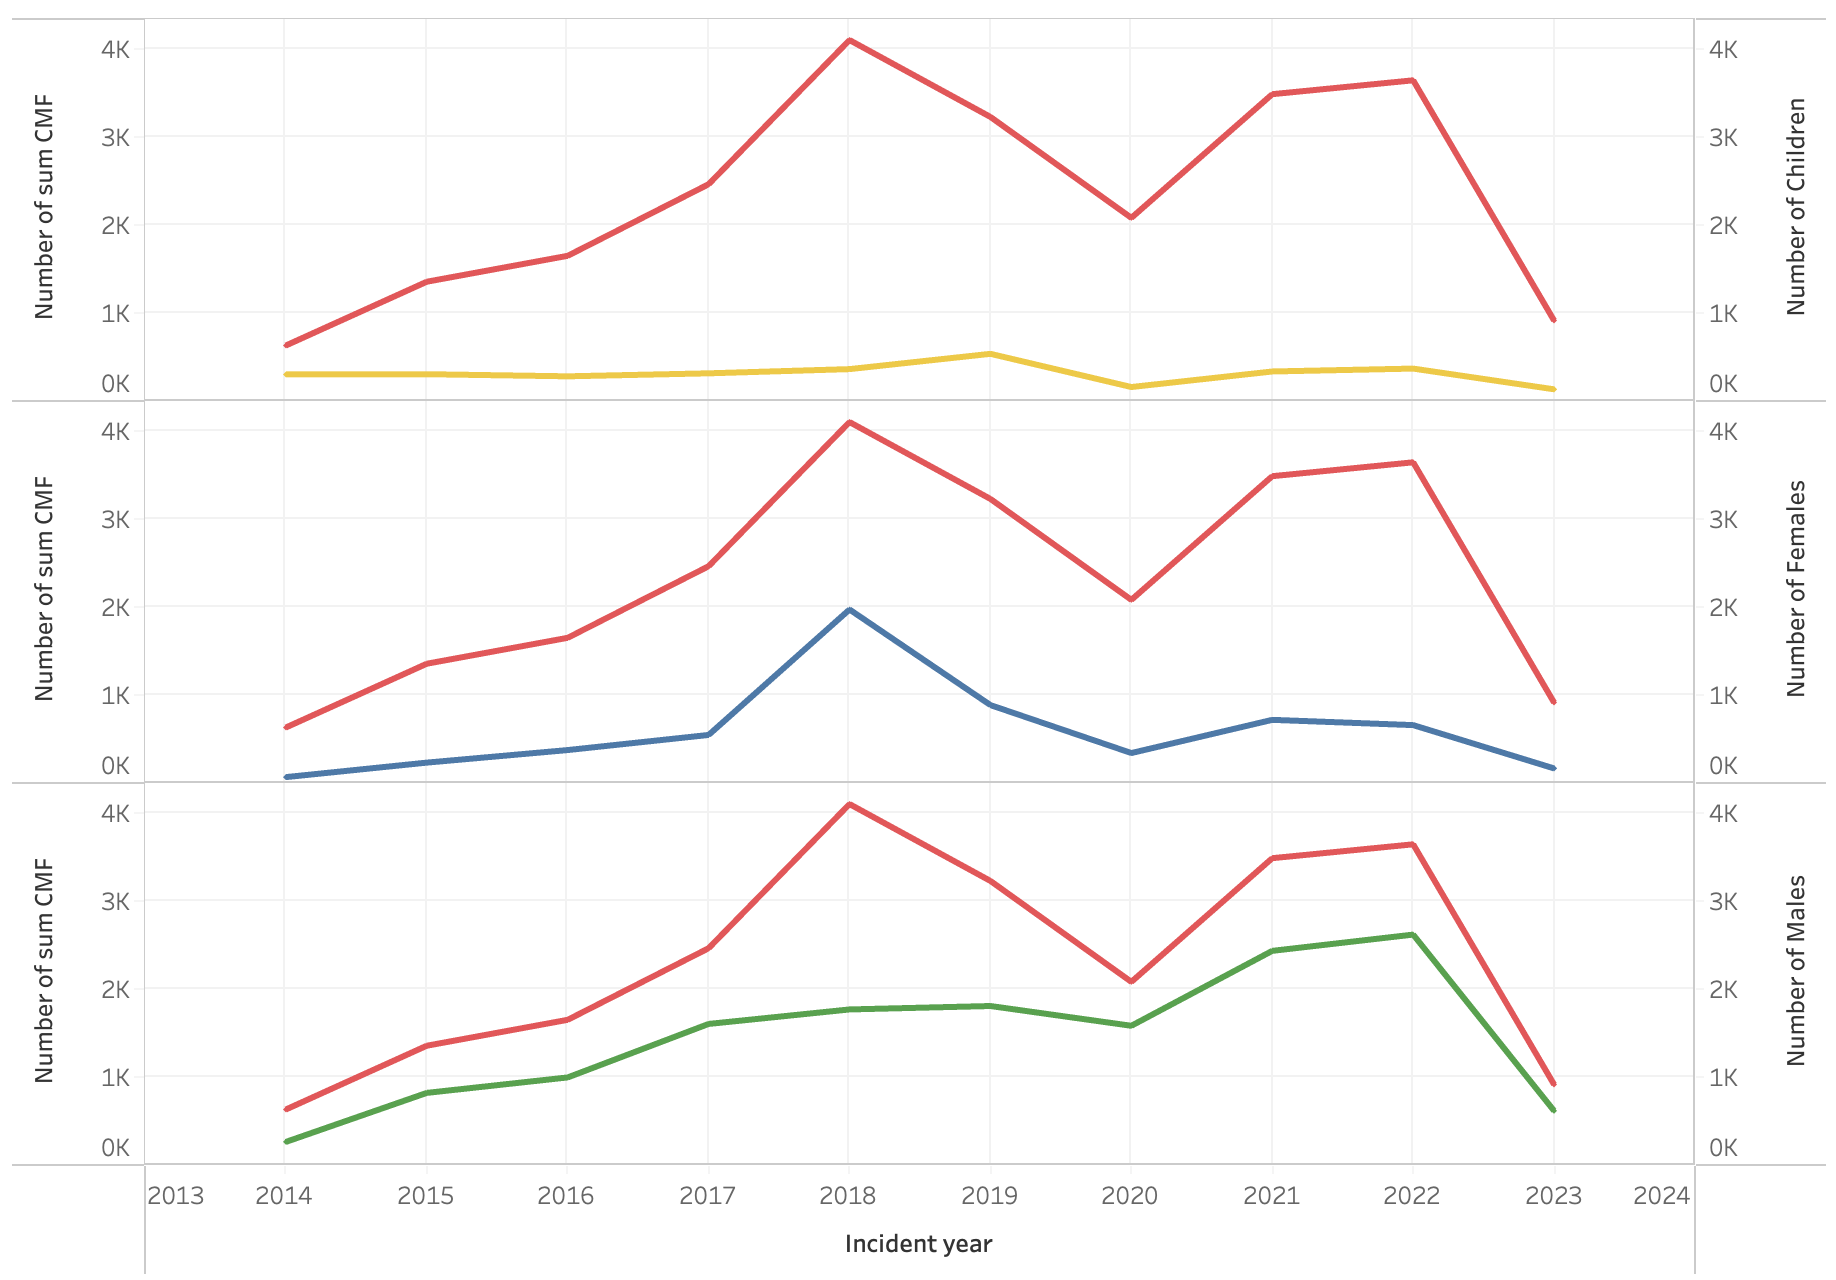 Number of sum CMF
4K
3K
2K
1K
0K
4K
3K
2K
1K
0K
Number of Children
Number of sum CMF
4K
3K
2K
1K
0K
4K
3K
2K
1K
0K
Number of Females
Number of sum CMF
4K
3K
2K
1K
0K
4K
3K
2K
1K
0K
Number of Males
2013 2014 2015 2016 2017 2018 2019 2020 2021 2022 2023 2024
Incident year